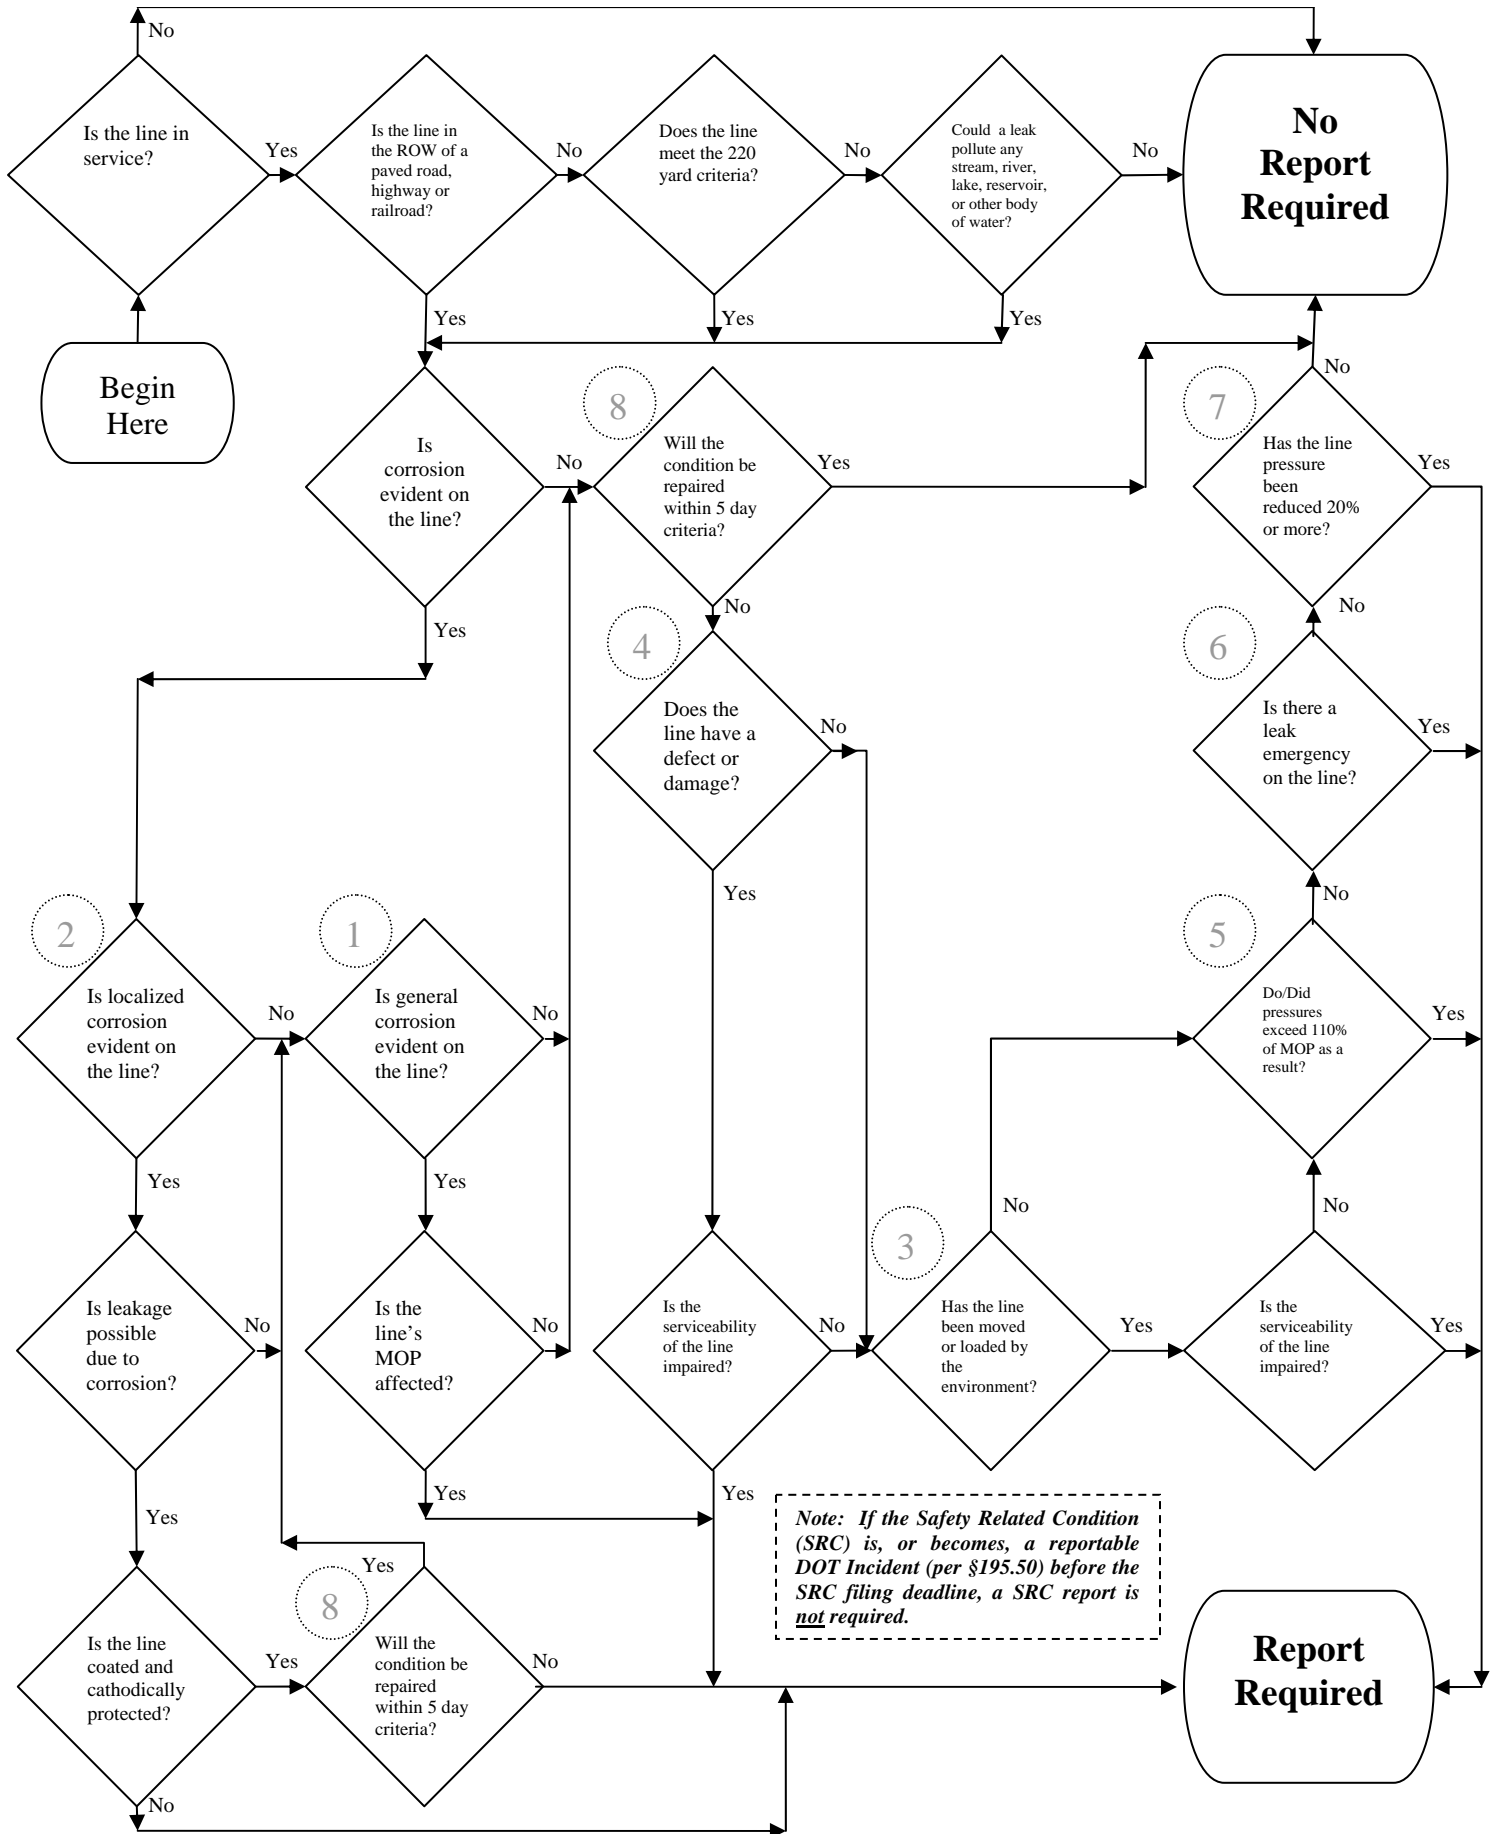 No
Is the line in
service?
Yes
Is the line in
the ROW of a
paved road,
highway or
railroad?
No
Does the line
meet the 220
yard criteria?
No
Could a leak
pollute any
stream, river,
lake, reservoir,
or other body
of water?
No
No
Report
Required
Yes
Yes
Yes
Begin
Here
Is
corrosion
evident on
the line?
No
8
Will the
condition be
repaired
within 5 day
criteria?
Yes
7
No
Has the line
pressure
been
reduced 20%
or more?
Yes
Yes
No
4
Does the
line have a
defect or
damage?
No
No
6
Is there a
leak
emergency
on the line?
Yes
Yes
No
2
Is localized
corrosion
evident on
the line?
No
1
Is general
corrosion
evident on
the line?
No
5
Do/Did
pressures
exceed 110%
of MOP as a
result?
Yes
Yes
Yes
No
No
3
Is leakage
possible
due to
corrosion?
No
Is the
line’s
MOP
affected?
No
Is the
serviceability
of the line
impaired?
No
Has the line
been moved
or loaded by
the
environment?
Yes
Is the
serviceability
of the line
impaired?
Yes
Yes
Yes
Yes
Note: If the Safety Related Condition
(SRC) is, or becomes, a reportable
DOT Incident (per §195.50) before the
SRC filing deadline, a SRC report is
not required.
Yes
8
Is the line
coated and
cathodically
protected?
Yes
Will the
condition be
repaired
within 5 day
criteria?
No
Report
Required
No